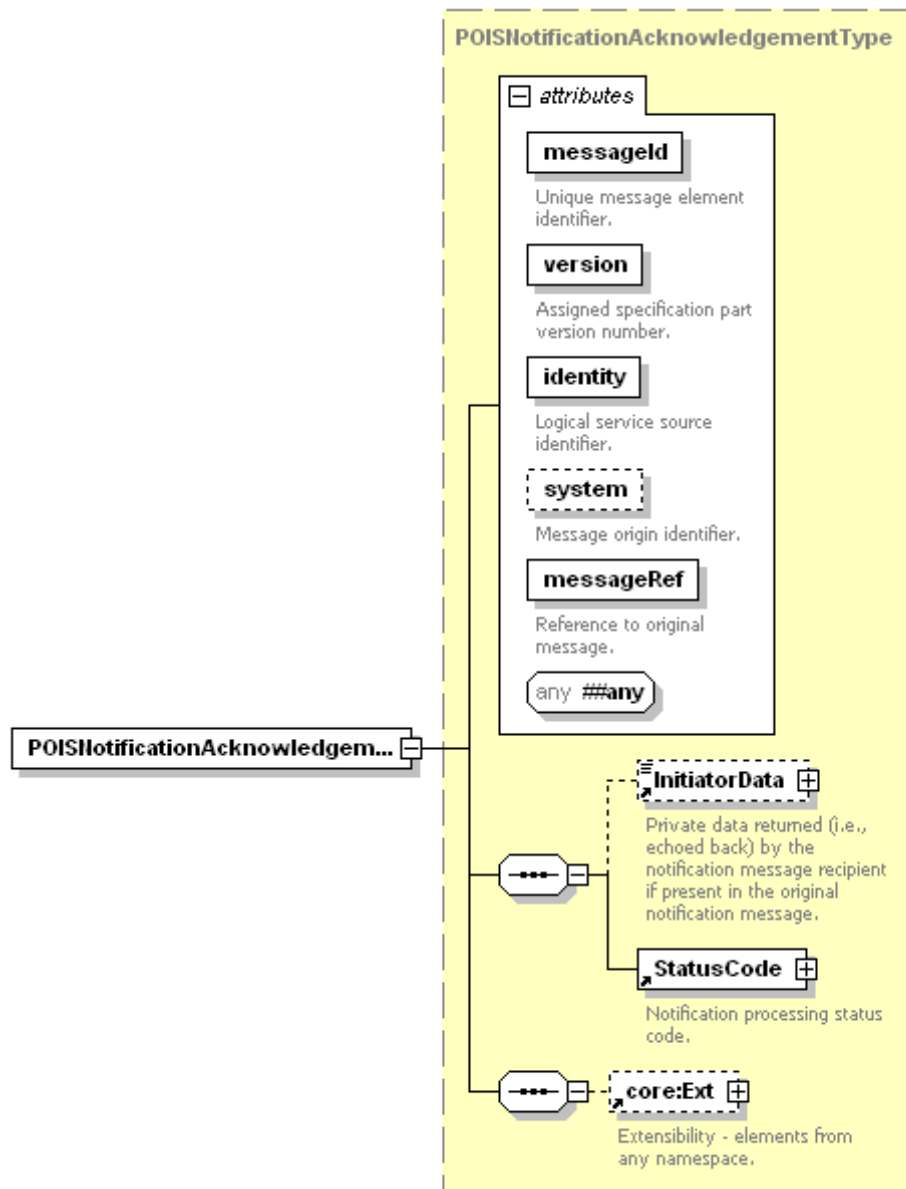 POISNotificationAcknowledgementType
attributes
messageId
Unique message element
identifier.
version
Assigned specification part
version number.
identity
Logical service source
identifier.
system
Message origin identifier.
messageRef
Reference to original
message.
any ##any
POISNotificationAcknowledgem...
InitiatorData
Private data returned (i.e.,
echoed back) by the
notification message recipient
if present in the original
notification message.
StatusCode
Notification processing status
code.
core:Ext
Extensibility - elements from
any namespace.